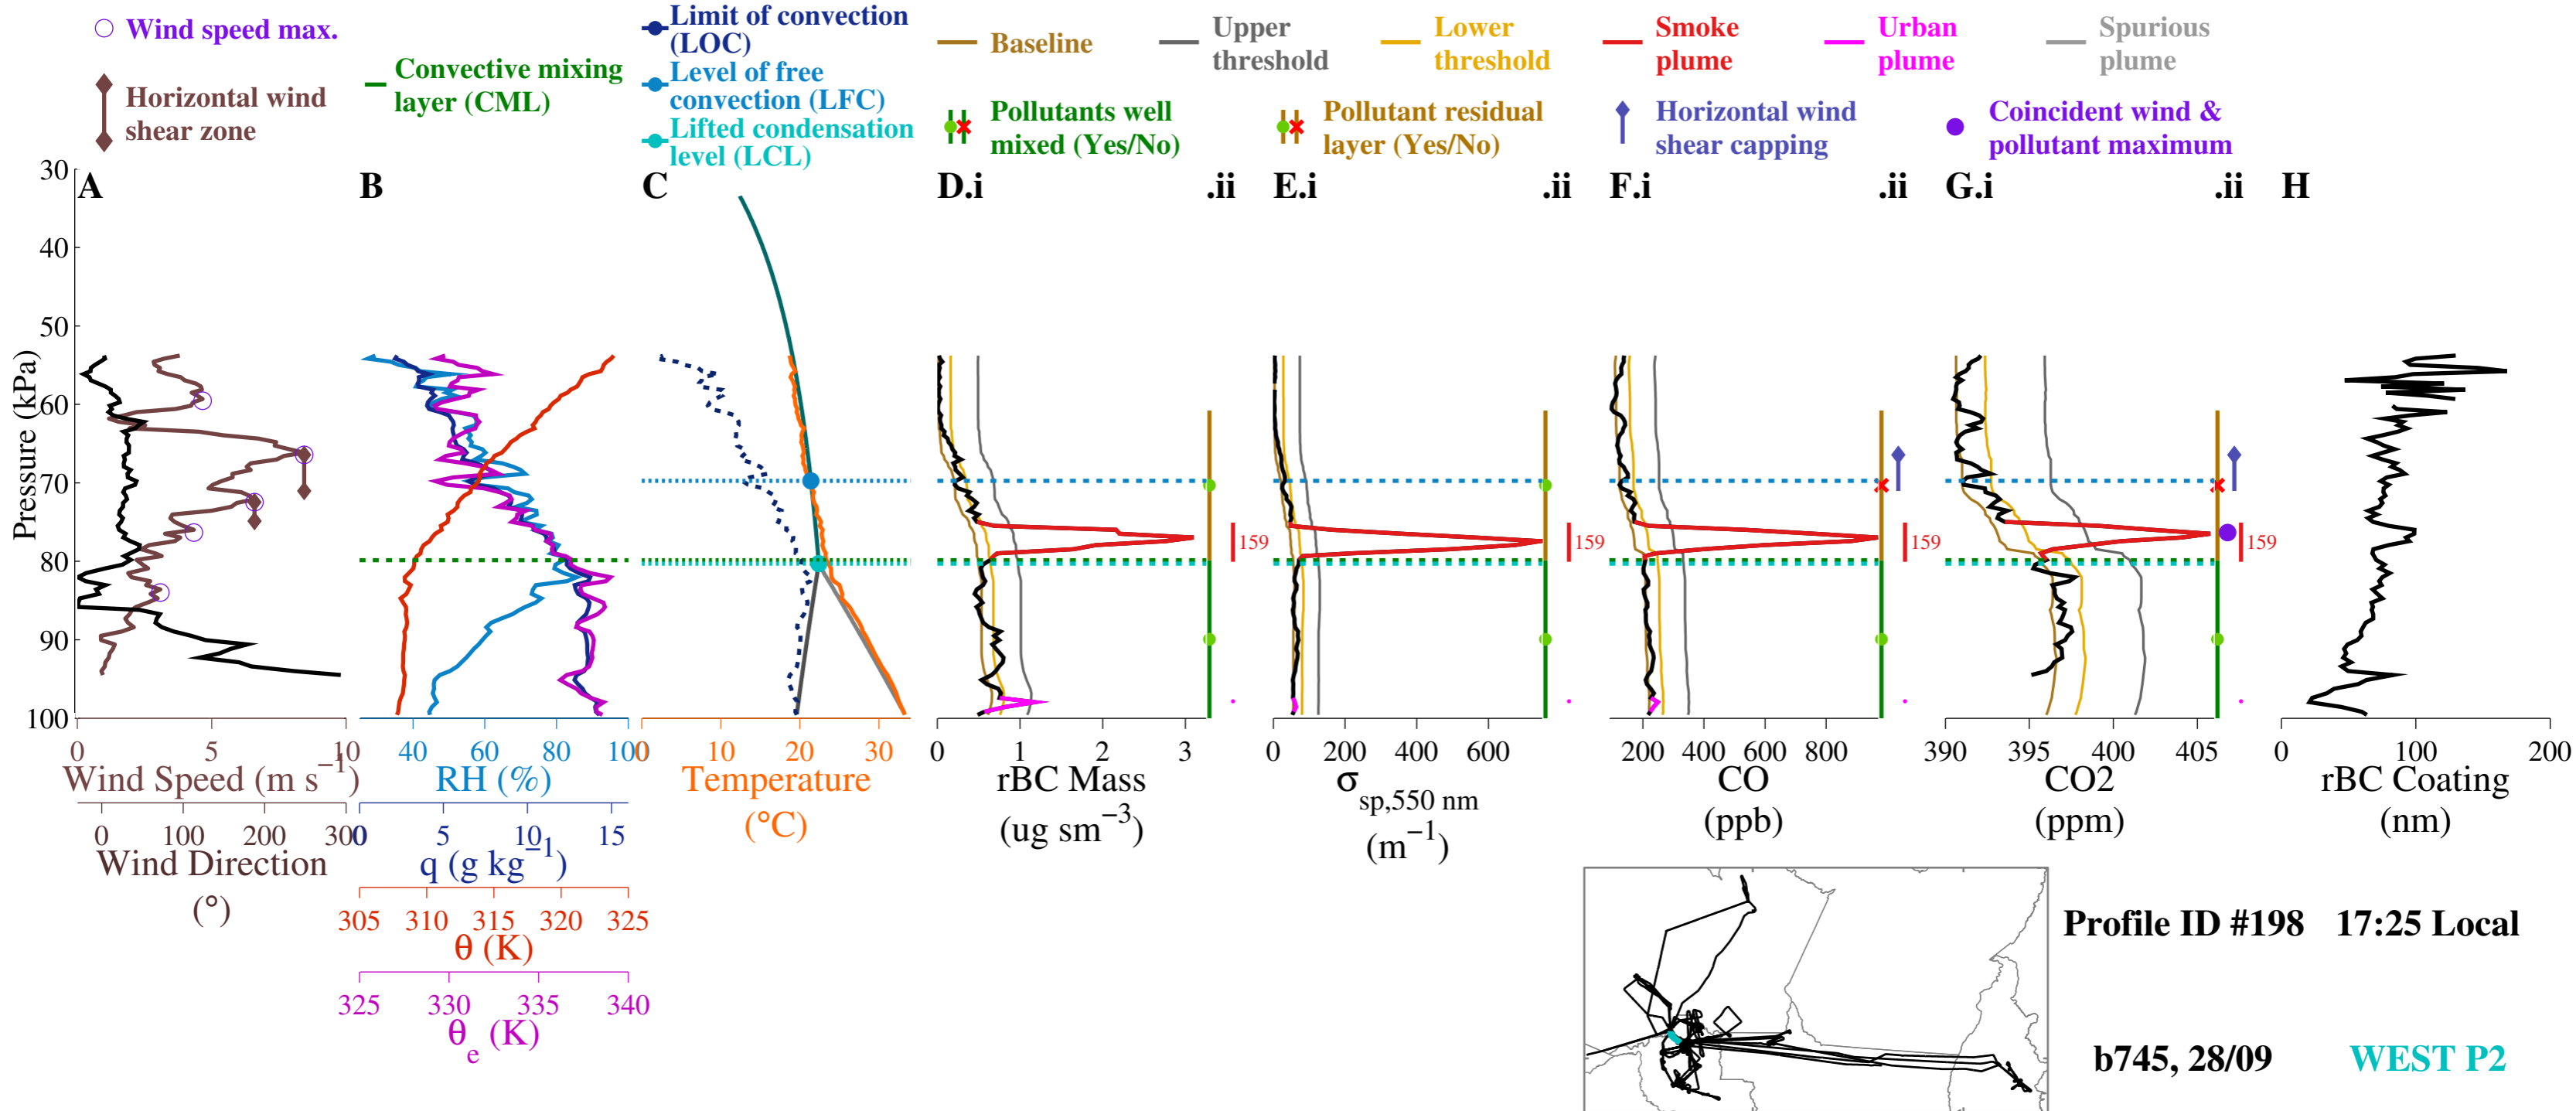 Wind speed max.
Horizontal wind
shear zone
Convective mixing
layer (CML)
Limit of convection
(LOC)
Level of free
convection (LFC)
Lifted condensation
level (LCL)
Baseline
Upper
threshold
Lower
threshold
Smoke
plume
Urban
plume
Spurious
plume
Pollutants well
mixed (Yes/No)
Pollutant residual
layer (Yes/No)
Horizontal wind
shear capping
Coincident wind &
pollutant maximum
A
B
C
D.i
.ii
E.i
.ii
F.i
.ii
G.i
.ii
H
Pressure (kPa)
30
40
50
60
70
80
90
100
159
159
159
159
0 5 10
Wind Speed (m s⁻¹)
0 100 200 300
Wind Direction
(°)
40 60 80 100
RH (%)
0 5 10 15
q (g kg⁻¹)
305 310 315 320 325
θ (K)
325 330 335 340
θe (K)
0 10 20 30
Temperature
(°C)
0 1 2 3
rBC Mass
(ug sm⁻³)
0 200 400 600
σsp,550 nm
(m⁻¹)
200 400 600 800
CO
(ppb)
390 395 400 405
CO2
(ppm)
0 100 200
rBC Coating
(nm)
Profile ID #198 17:25 Local
b745, 28/09 WEST P2